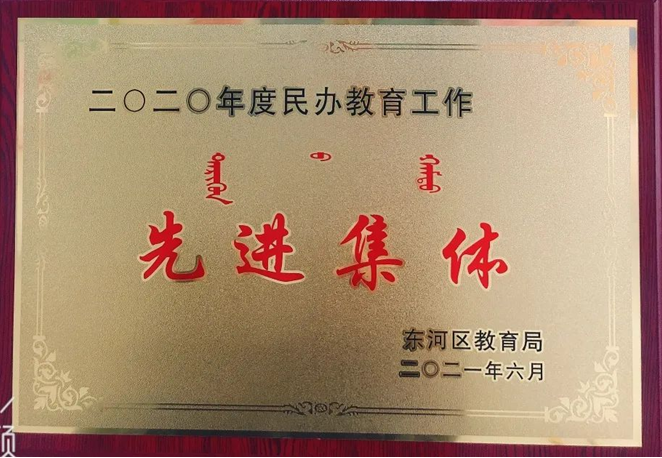 二〇二〇年度民办教育工作
先进集体
东河区教育局
二〇二一年六月